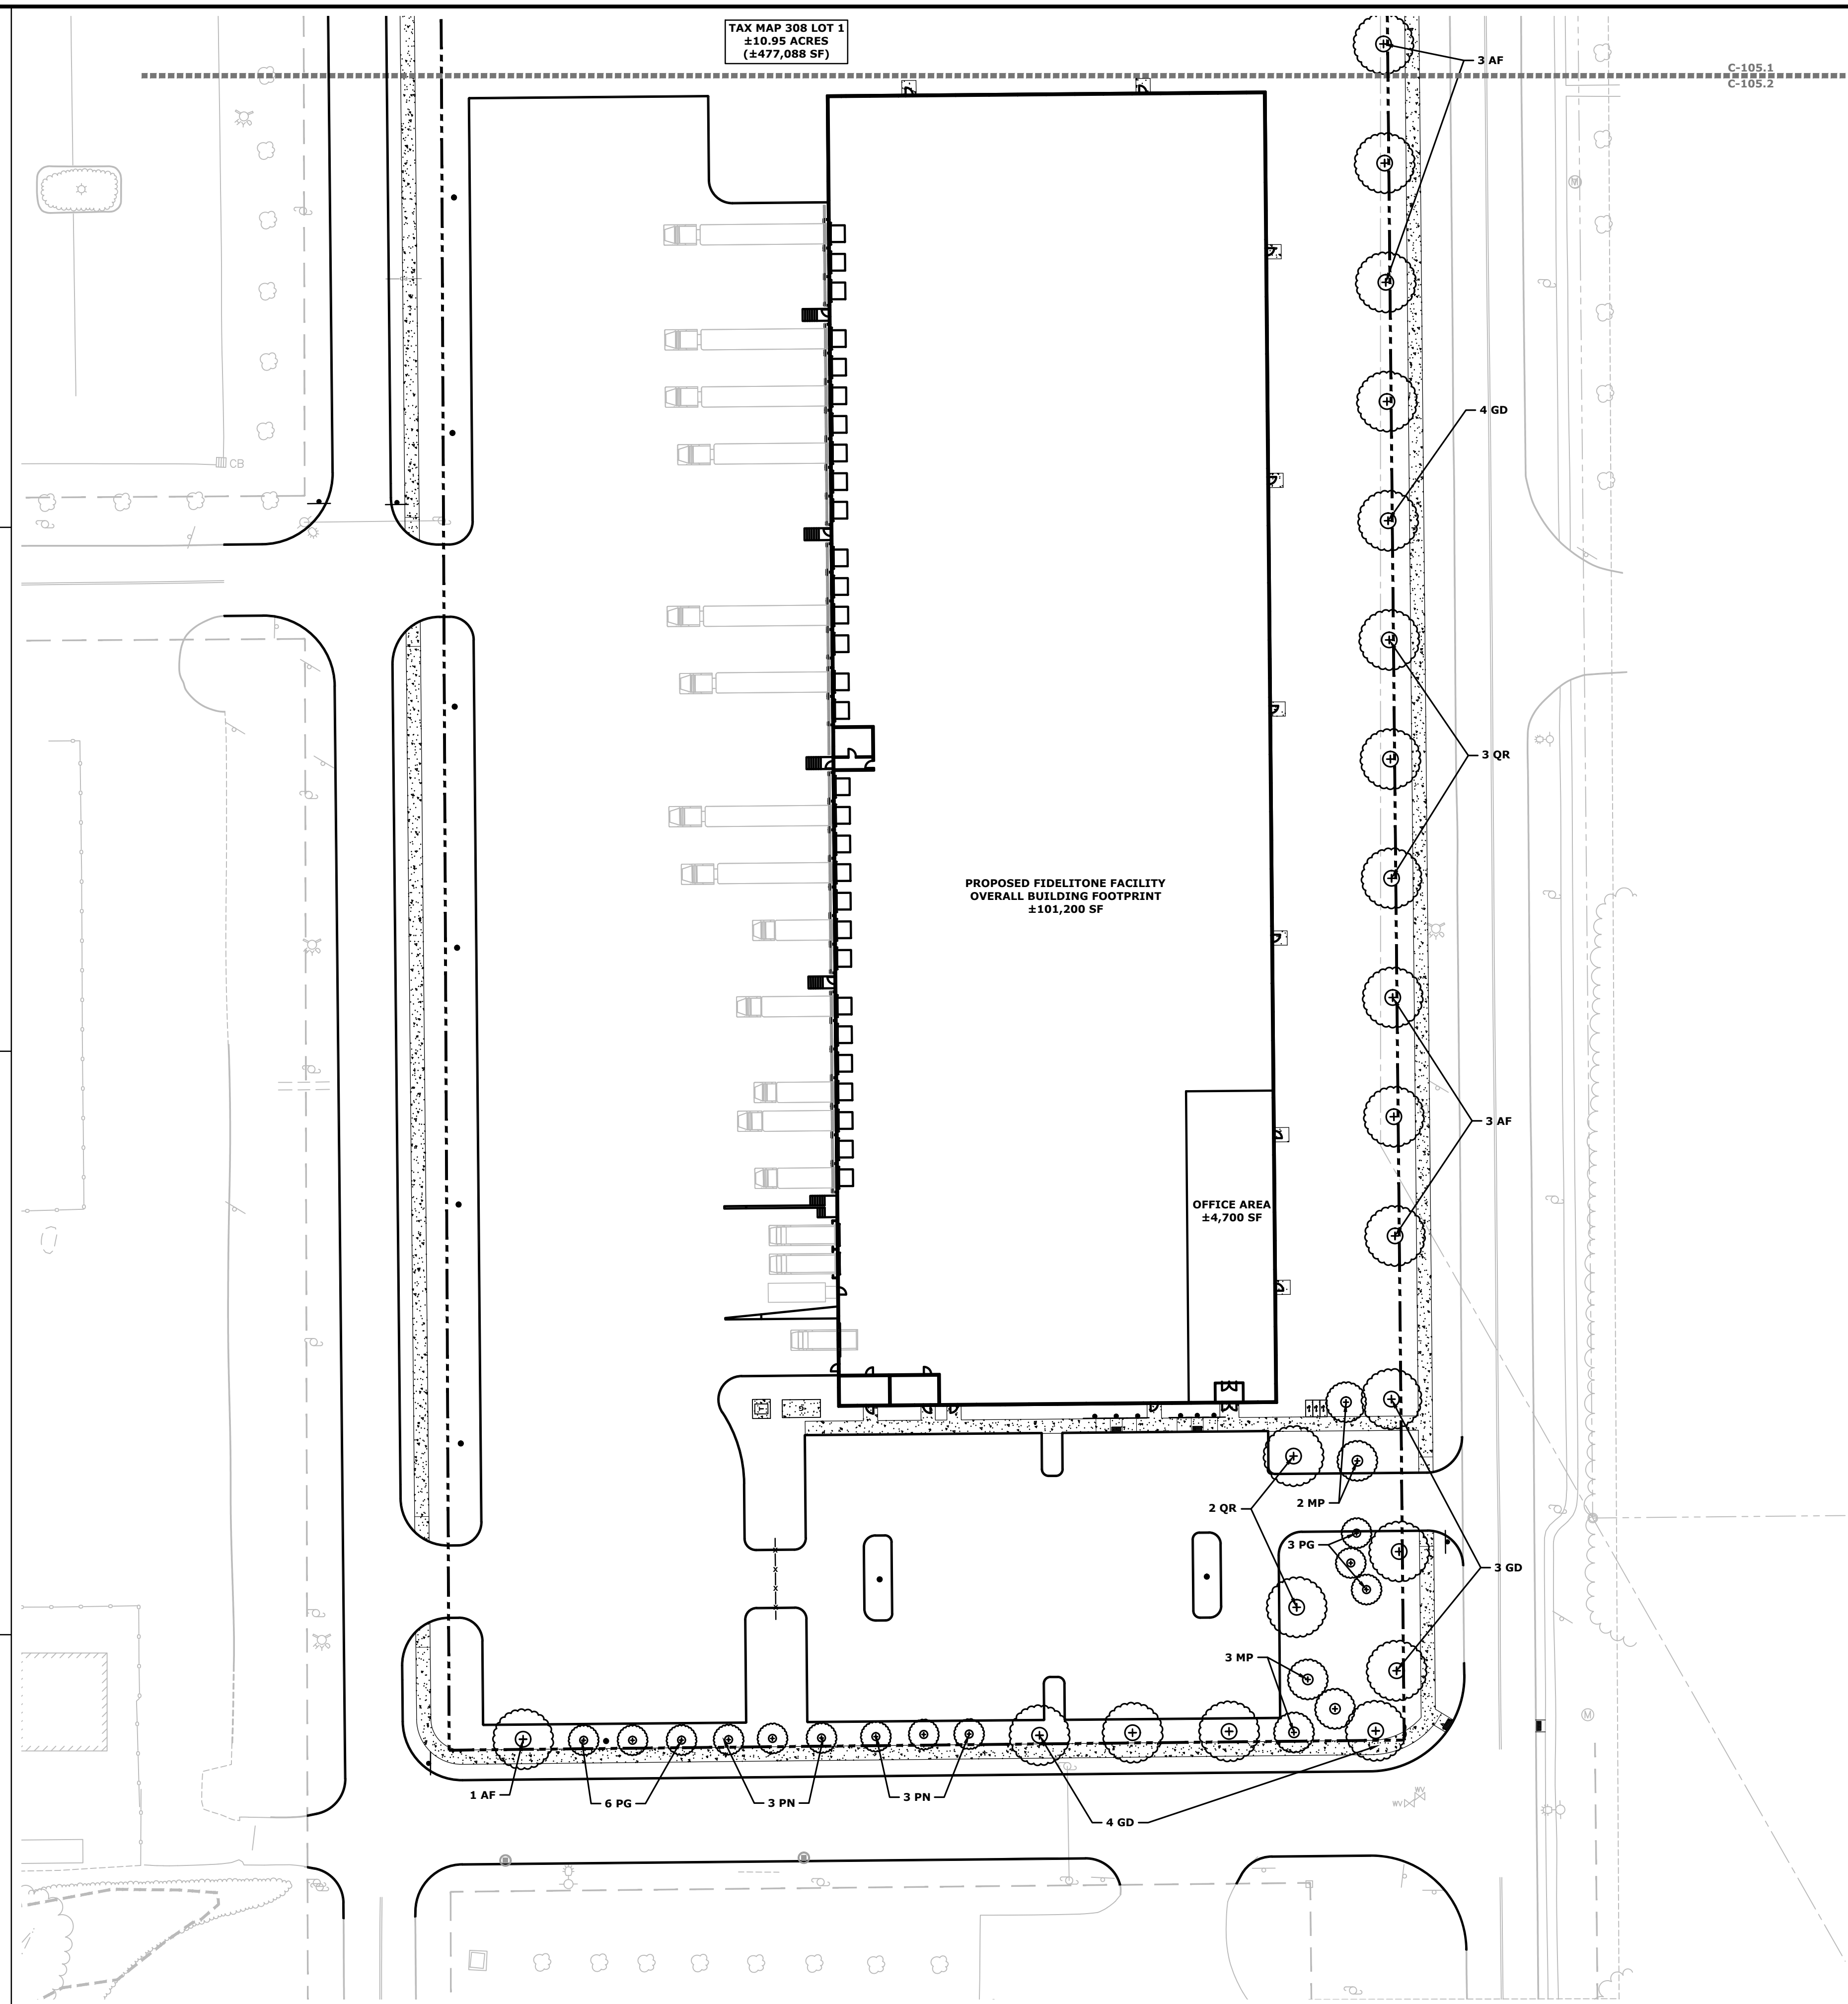 TAX MAP 308 LOT 1
±10.95 ACRES
(±477,088 SF)
3 AF
C-105.1
C-105.2
M
4 GD
CB
3 QR
PROPOSED FIDELITONE FACILITY
OVERALL BUILDING FOOTPRINT
±101,200 SF
3 AF
OFFICE AREA
±4,700 SF
2 QR
2 MP
3 PG
3 GD
3 MP
M
1 AF
6 PG
3 PN
3 PN
4 GD
WV
WV